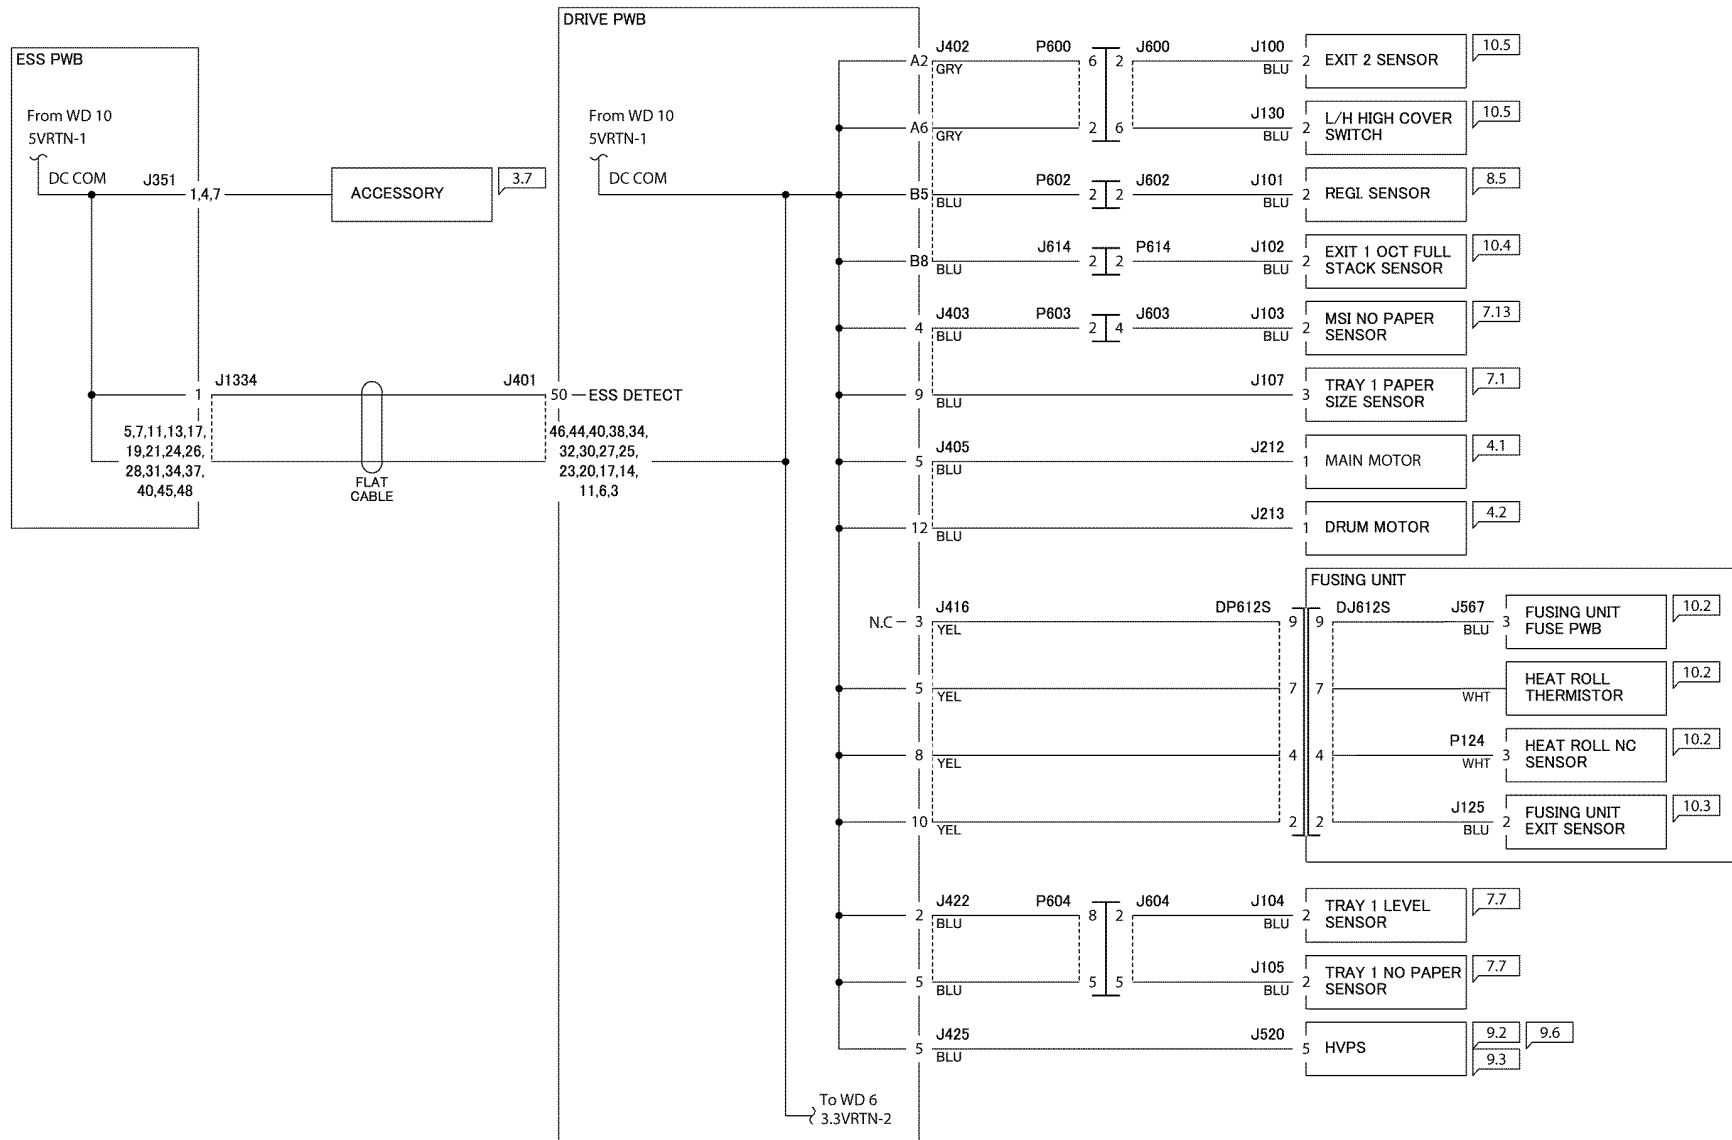 DRIVE PWB
ESS PWB
From WD 10
5VRTN-1
DC COM
J351
1,4,7
ACCESSORY
3.7
1
J1334
J401
50
ESS DETECT
5,7,11,13,17,
19,21,24,26,
28,31,34,37,
40,45,48
FLAT
CABLE
46,44,40,38,34,
32,30,27,25,
23,20,17,14,
11,6,3
From WD 10
5VRTN-1
DC COM
To WD 6
3.3VRTN-2
A2
J402
GRY
P600
6
2
J600
J100
BLU
2
EXIT 2 SENSOR
10.5
A6
GRY
2
6
J130
BLU
2
L/H HIGH COVER
SWITCH
10.5
B5
BLU
P602
2
2
J602
J101
BLU
2
REGI. SENSOR
8.5
B8
BLU
J614
2
2
P614
J102
BLU
2
EXIT 1 OCT FULL
STACK SENSOR
10.4
4
J403
BLU
P603
2
4
J603
J103
BLU
2
MSI NO PAPER
SENSOR
7.13
9
BLU
J107
3
TRAY 1 PAPER
SIZE SENSOR
7.1
5
J405
BLU
J212
1
MAIN MOTOR
4.1
12
BLU
J213
1
DRUM MOTOR
4.2
FUSING UNIT
N.C
3
J416
YEL
DP612S
9
9
DJ612S
J567
BLU
3
FUSING UNIT
FUSE PWB
10.2
5
YEL
7
7
WHT
HEAT ROLL
THERMISTOR
10.2
8
YEL
4
4
P124
WHT
3
HEAT ROLL NC
SENSOR
10.2
10
YEL
2
2
J125
BLU
2
FUSING UNIT
EXIT SENSOR
10.3
2
J422
BLU
P604
8
2
J604
J104
BLU
2
TRAY 1 LEVEL
SENSOR
7.7
5
BLU
5
5
J105
BLU
2
TRAY 1 NO PAPER
SENSOR
7.7
5
J425
BLU
J520
5
HVPS
9.2
9.6
9.3